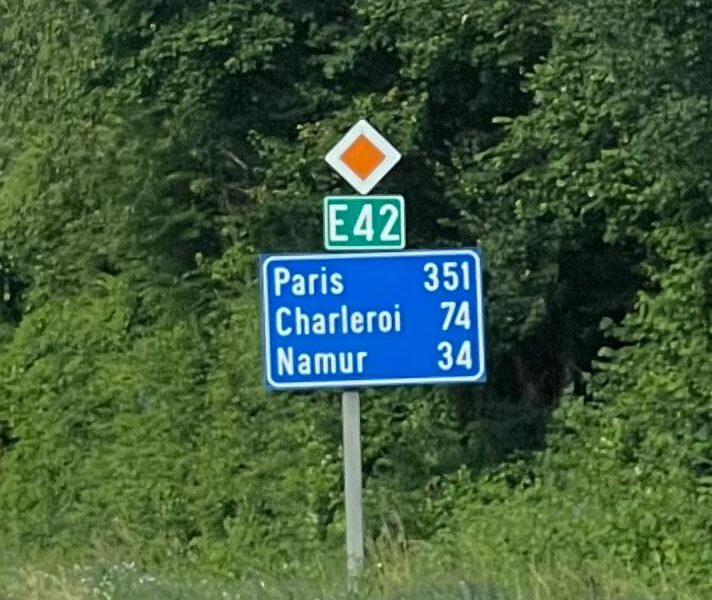 E42
Paris 351
Charleroi 74
Namur 34